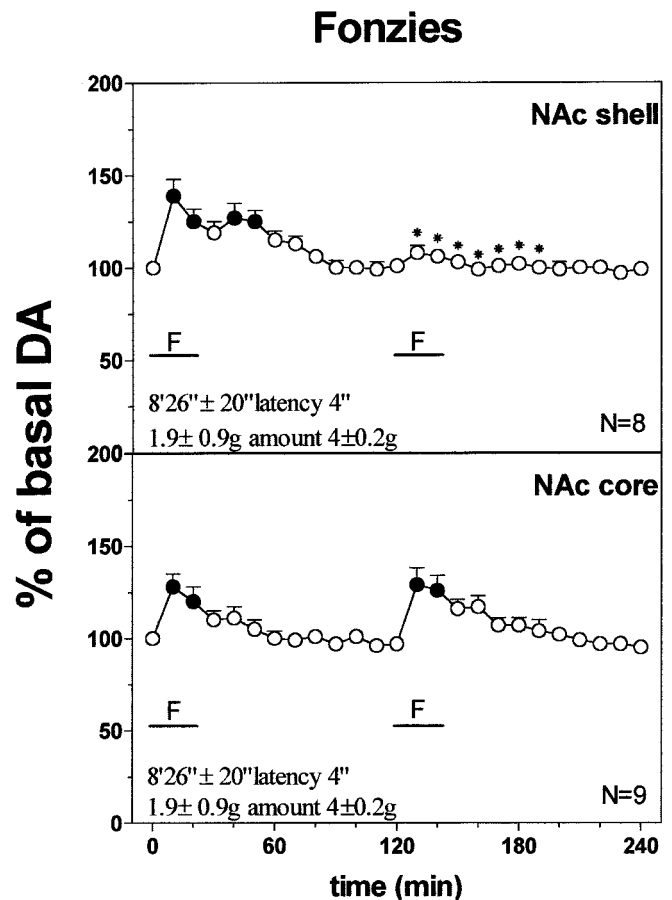 Fonzies
% of basal DA
200
NAc shell
150
* * * * * * *
100
F F
50
8'26"± 20"latency 4"
1.9± 0.9g amount 4±0.2g
N=8
200
NAc core
150
100
F F
50
8'26"± 20"latency 4"
1.9± 0.9g amount 4±0.2g
N=9
0
0 60 120 180 240
time (min)